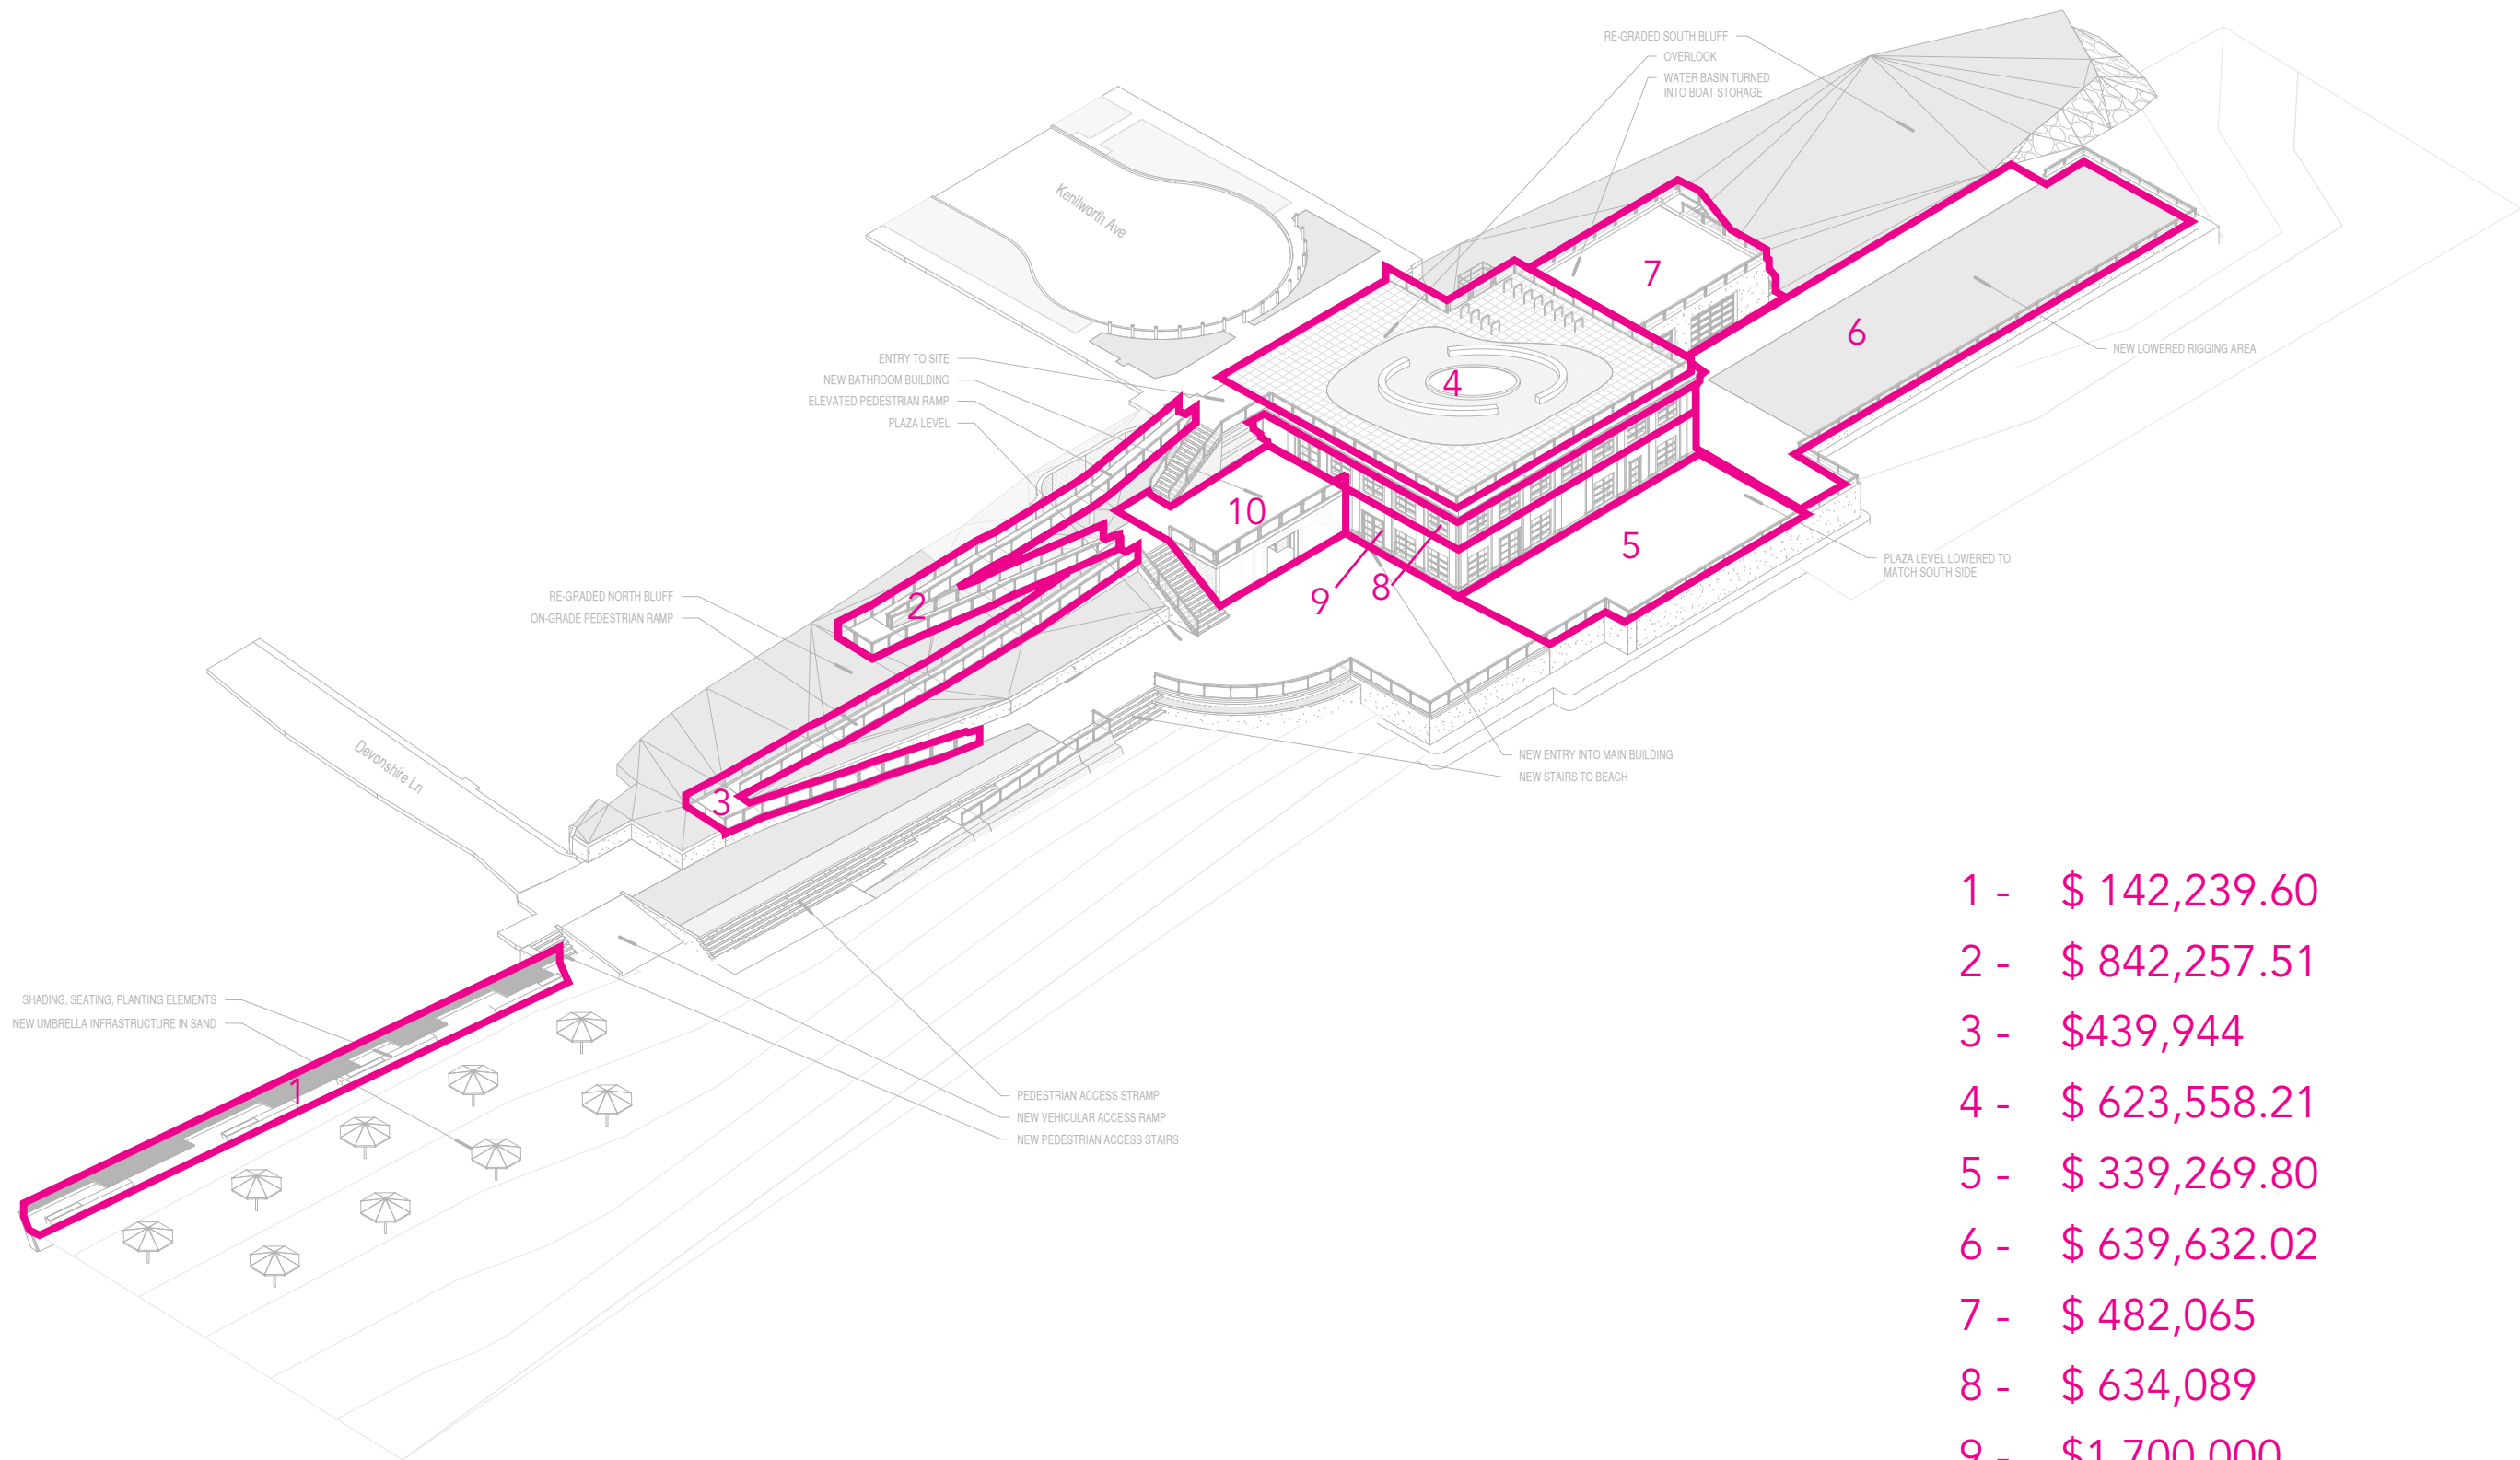 RE-GRADED SOUTH BLUFF
OVERLOOK
WATER BASIN TURNED
INTO BOAT STORAGE
Kenilworth Ave
7
6
NEW LOWERED RIGGING AREA
ENTRY TO SITE
NEW BATHROOM BUILDING
ELEVATED PEDESTRIAN RAMP
PLAZA LEVEL
4
10
5
9
8
PLAZA LEVEL LOWERED TO
MATCH SOUTH SIDE
RE-GRADED NORTH BLUFF
ON-GRADE PEDESTRIAN RAMP
2
Devonshire Ln
3
NEW ENTRY INTO MAIN BUILDING
NEW STAIRS TO BEACH
SHADING, SEATING, PLANTING ELEMENTS
NEW UMBRELLA INFRASTRUCTURE IN SAND
1
PEDESTRIAN ACCESS STRAMP
NEW VEHICULAR ACCESS RAMP
NEW PEDESTRIAN ACCESS STAIRS
1 - $ 142,239.60
2 - $ 842,257.51
3 - $439,944
4 - $ 623,558.21
5 - $ 339,269.80
6 - $ 639,632.02
7 - $ 482,065
8 - $ 634,089
9 - $1,700,000